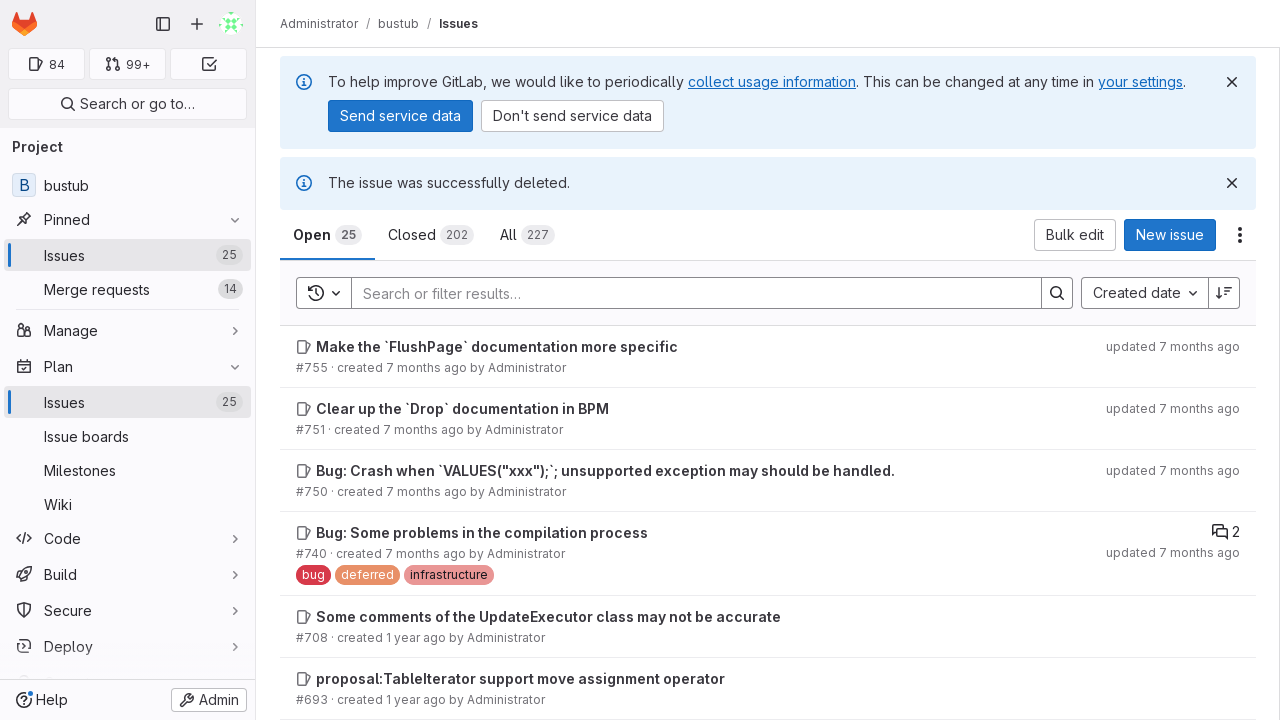 Administrator / bustub / Issues
84
99+
Search or go to…
Project
B bustub
Pinned
Issues 25
Merge requests 14
Manage
Plan
Issues 25
Issue boards
Milestones
Wiki
Code
Build
Secure
Deploy
Help
Admin
To help improve GitLab, we would like to periodically collect usage information. This can be changed at any time in your settings.
Send service data
Don't send service data
The issue was successfully deleted.
Open 25
Closed 202
All 227
Bulk edit
New issue
Search or filter results…
Created date
Make the `FlushPage` documentation more specific
updated 7 months ago
#755 · created 7 months ago by Administrator
Clear up the `Drop` documentation in BPM
updated 7 months ago
#751 · created 7 months ago by Administrator
Bug: Crash when `VALUES("xxx");`; unsupported exception may should be handled.
updated 7 months ago
#750 · created 7 months ago by Administrator
Bug: Some problems in the compilation process
2
#740 · created 7 months ago by Administrator
updated 7 months ago
bug deferred infrastructure
Some comments of the UpdateExecutor class may not be accurate
#708 · created 1 year ago by Administrator
proposal:TableIterator support move assignment operator
#693 · created 1 year ago by Administrator